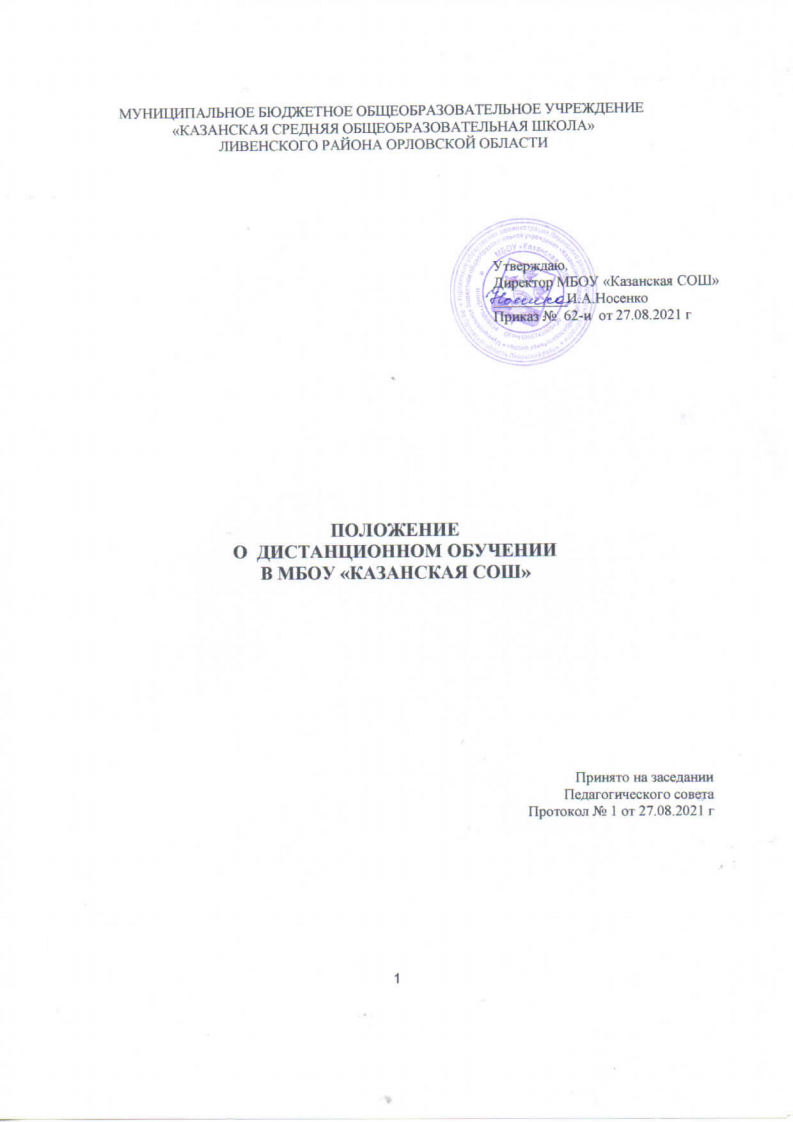 МУНИЦИПАЛЬНОЕ БЮДЖЕТНОЕ ОБЩЕОБРАЗОВАТЕЛЬНОЕ УЧРЕЖДЕНИЕ
«КАЗАНСКАЯ СРЕДНЯЯ ОБЩЕОБРАЗОВАТЕЛЬНАЯ ШКОЛА»
ЛИВЕНСКОГО РАЙОНА ОРЛОВСКОЙ ОБЛАСТИ
Утверждаю.
Директор МБОУ «Казанская СОШ»
И.А.Носенко
Приказ № 62-и от 27.08.2021 г
ПОЛОЖЕНИЕ
О ДИСТАНЦИОННОМ ОБУЧЕНИИ
В МБОУ «КАЗАНСКАЯ СОШ»
Принято на заседании
Педагогического совета
Протокол № 1 от 27.08.2021 г
1